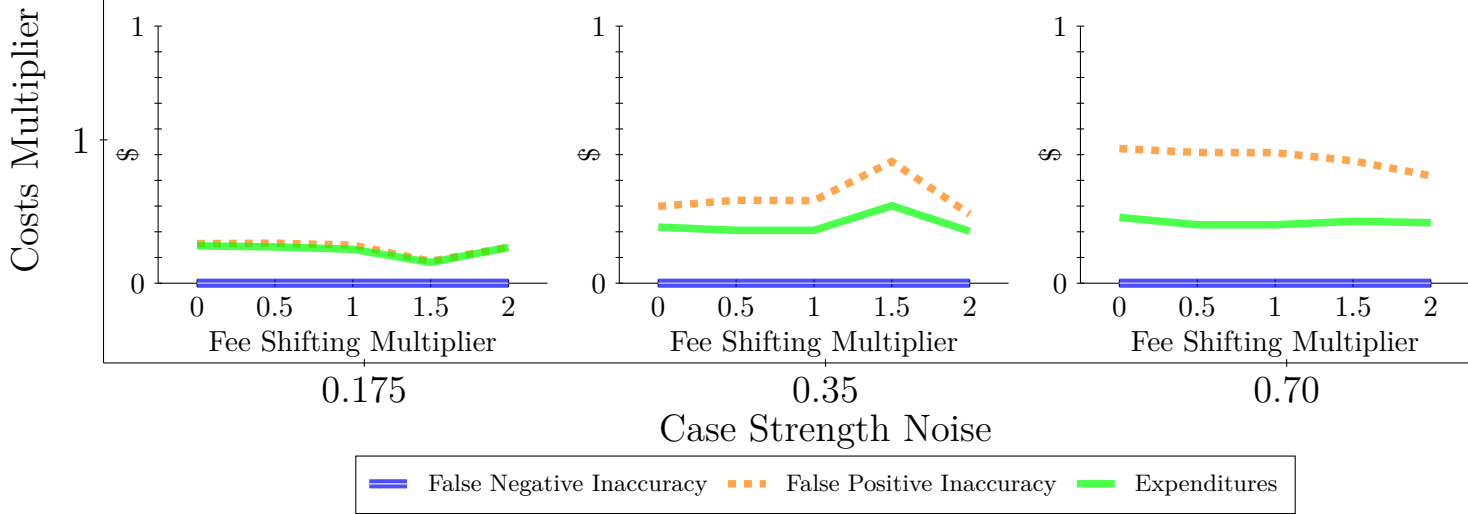 Costs Multiplier
1
1
$
0
0 0.5 1 1.5 2
Fee Shifting Multiplier
1
$
0
0 0.5 1 1.5 2
Fee Shifting Multiplier
1
$
0
0 0.5 1 1.5 2
Fee Shifting Multiplier
0.175 0.35 0.70
Case Strength Noise
False Negative Inaccuracy False Positive Inaccuracy Expenditures